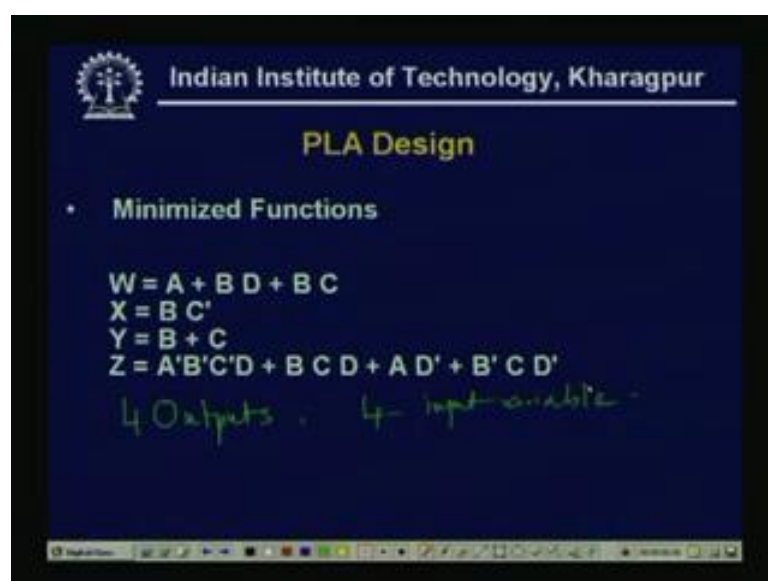 Indian Institute of Technology, Kharagpur
PLA Design
• Minimized Functions
W = A + B D + B C
X = B C'
Y = B + C
Z = A'B'C'D + B C D + A D' + B' C D'
4 Outputs. 4 - input variable.